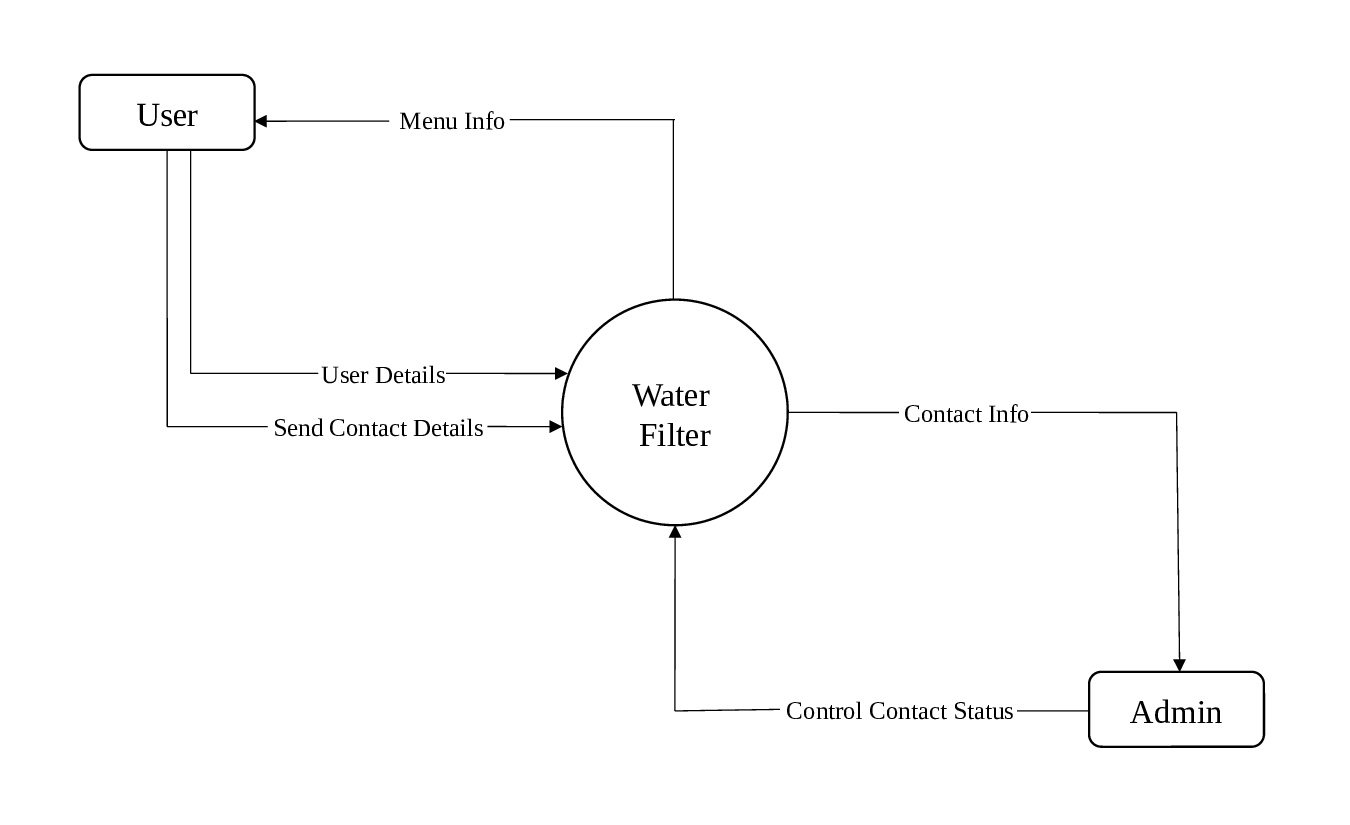 User
Menu Info
User Details
Send Contact Details
Water
Filter
Contact Info
Control Contact Status
Admin